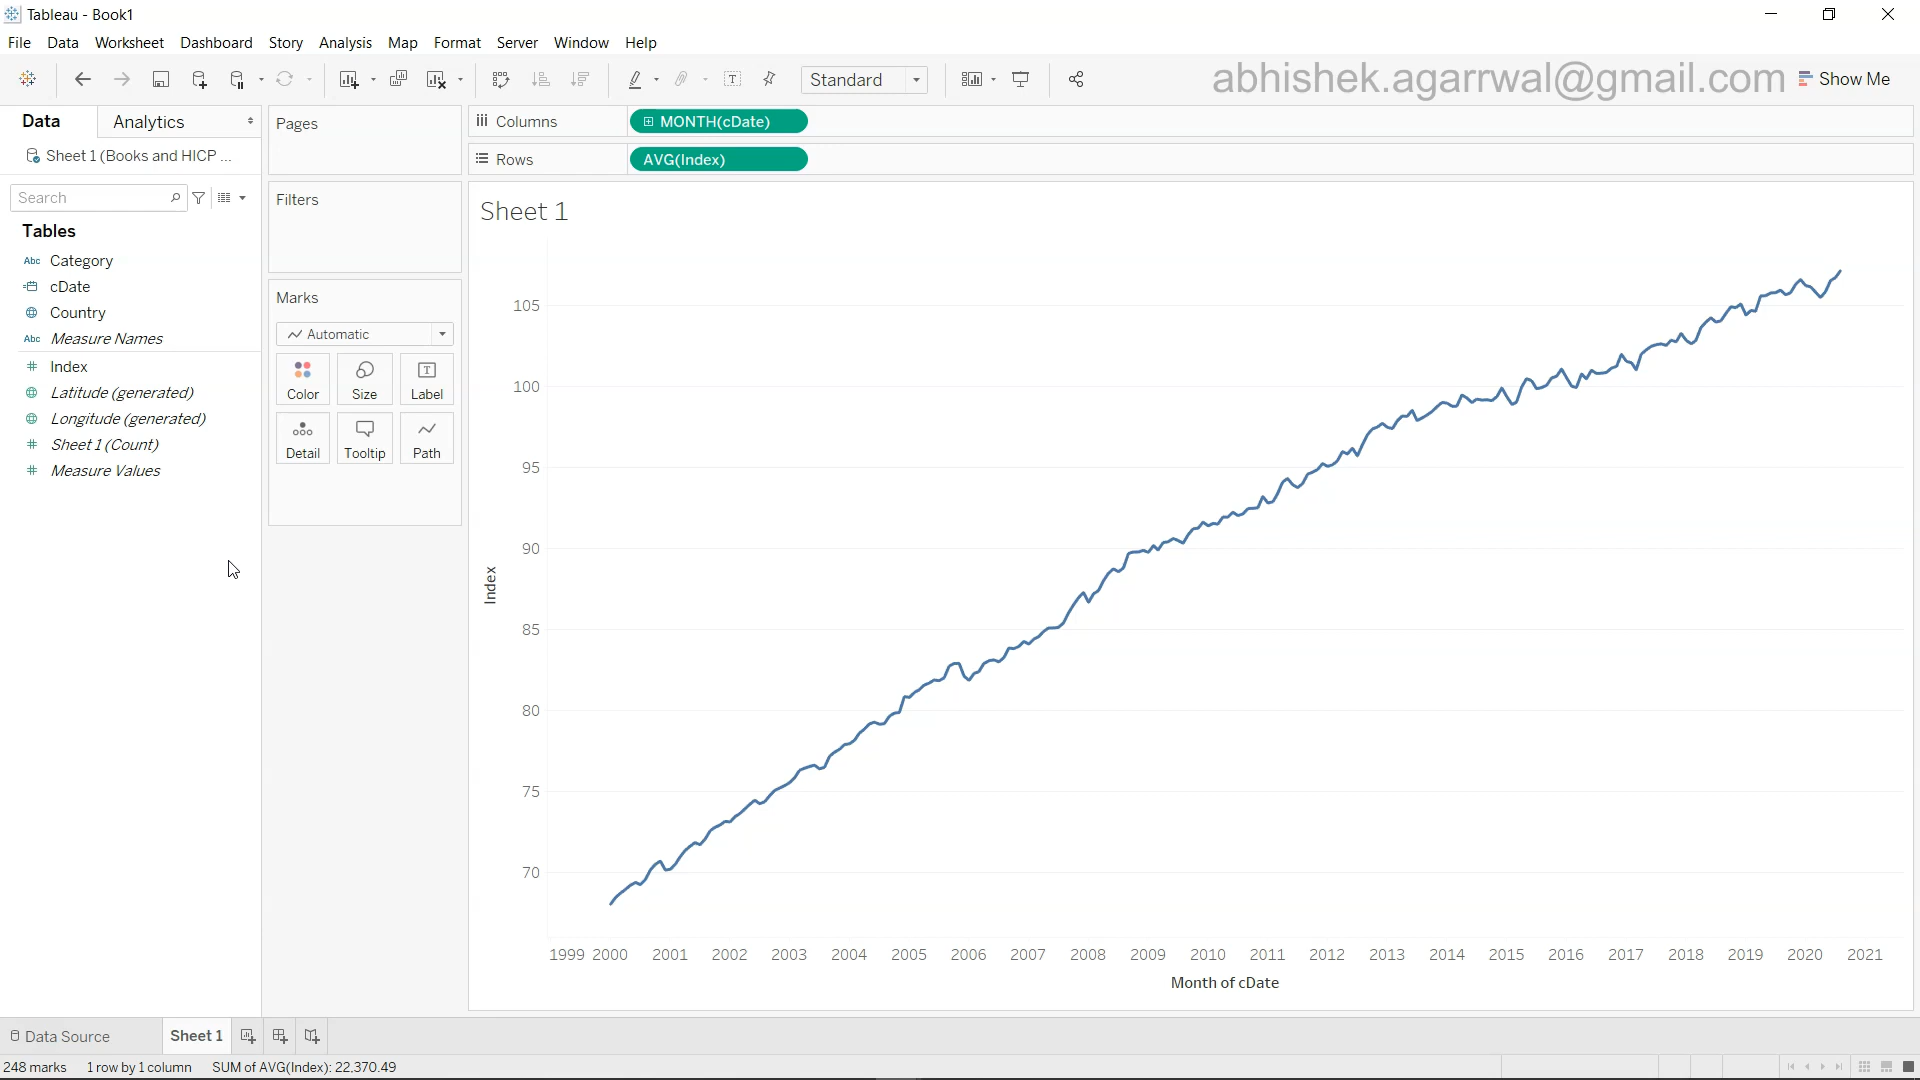 Tableau - Book1
File Data Worksheet Dashboard Story Analysis Map Format Server Window Help
Standard
abhishek.agarrwal@gmail.com
Show Me
Data
Analytics
Pages
Columns
MONTH(cDate)
Sheet 1 (Books and HICP ...
Rows
AVG(Index)
Search
Filters
Sheet 1
Tables
Abc Category
cDate
Country
Abc Measure Names
Index
Latitude (generated)
Longitude (generated)
Sheet 1 (Count)
Measure Values
Marks
Automatic
Color
Size
Label
Detail
Tooltip
Path
105
100
95
90
85
80
75
70
Index
1999 2000 2001 2002 2003 2004 2005 2006 2007 2008 2009 2010 2011 2012 2013 2014 2015 2016 2017 2018 2019 2020 2021
Month of cDate
Data Source
Sheet 1
248 marks 1 row by 1 column SUM of AVG(Index): 22,370.49